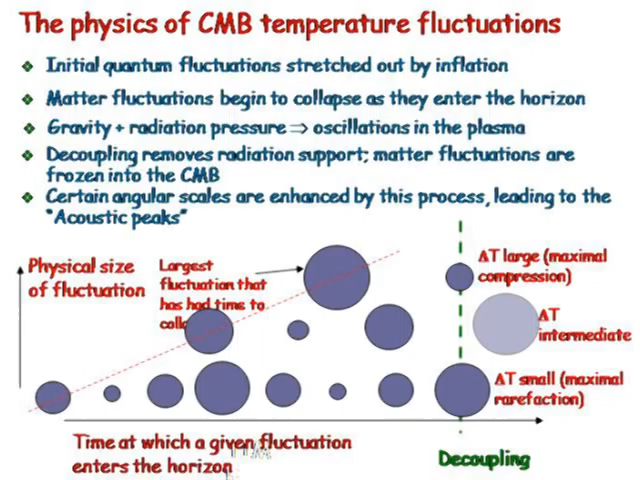 The physics of CMB temperature fluctuations
Initial quantum fluctuations stretched out by inflation
Matter fluctuations begin to collapse as they enter the horizon
Gravity + radiation pressure ⇒ oscillations in the plasma
Decoupling removes radiation support; matter fluctuations are
frozen into the CMB
Certain angular scales are enhanced by this process, leading to the
"Acoustic peaks"
Physical size
of fluctuation
Largest
fluctuation that
has had time to
ΔT large (maximal
compression)
ΔT
intermediate
ΔT small (maximal
rarefaction)
Time at which a given fluctuation
enters the horizon
Decoupling